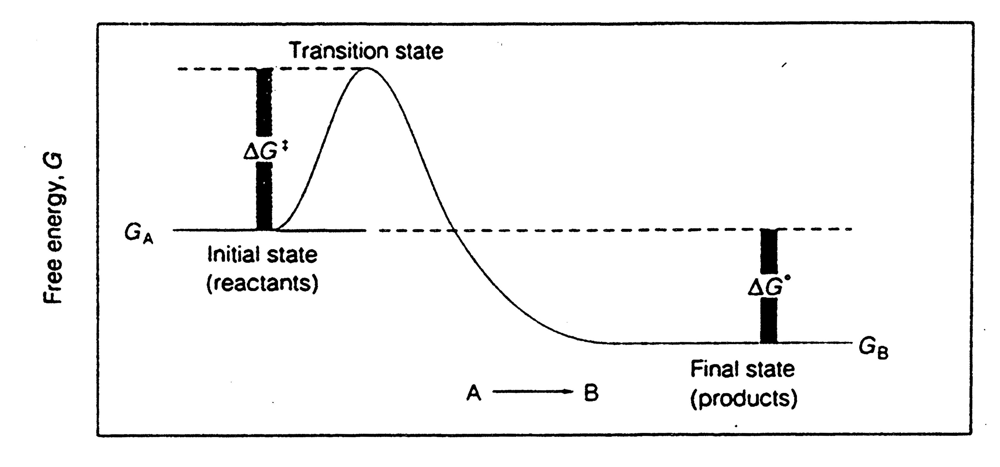 Transition state
ΔG‡
Free energy, G
G_A
Initial state
(reactants)
ΔG°
G_B
Final state
(products)
A ⟶ B